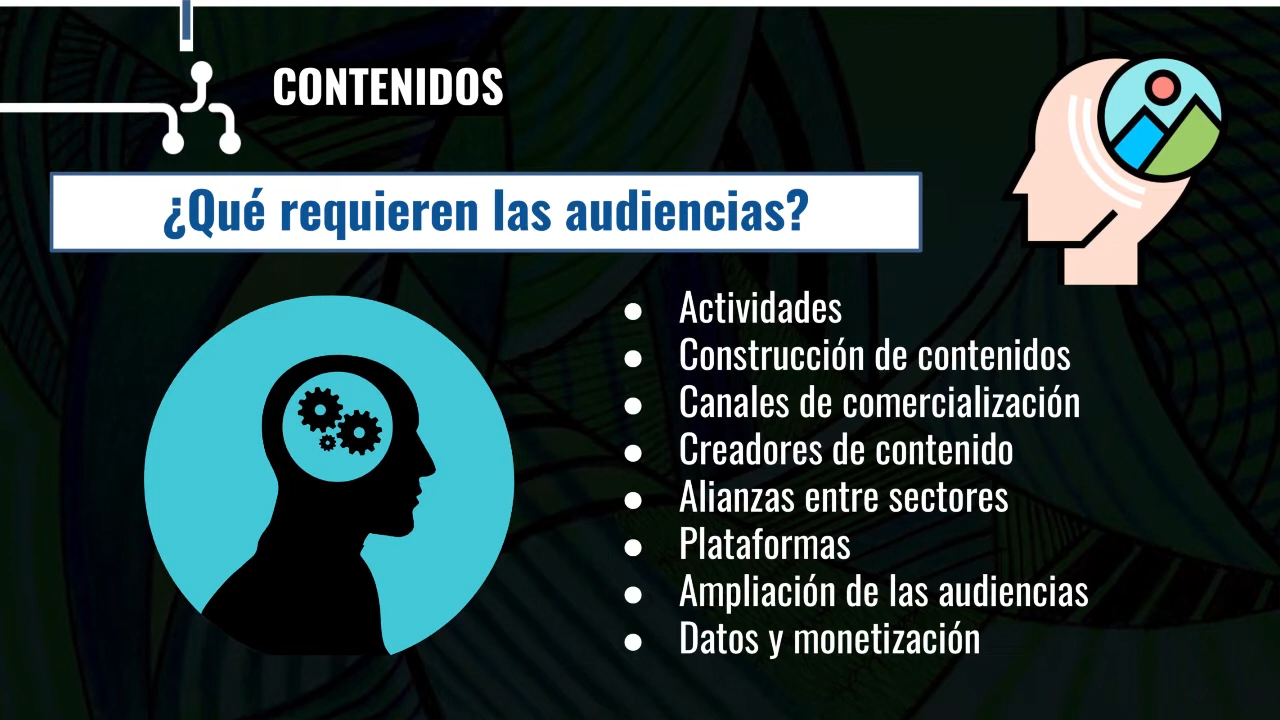 CONTENIDOS
¿Qué requieren las audiencias?
● Actividades
● Construcción de contenidos
● Canales de comercialización
● Creadores de contenido
● Alianzas entre sectores
● Plataformas
● Ampliación de las audiencias
● Datos y monetización